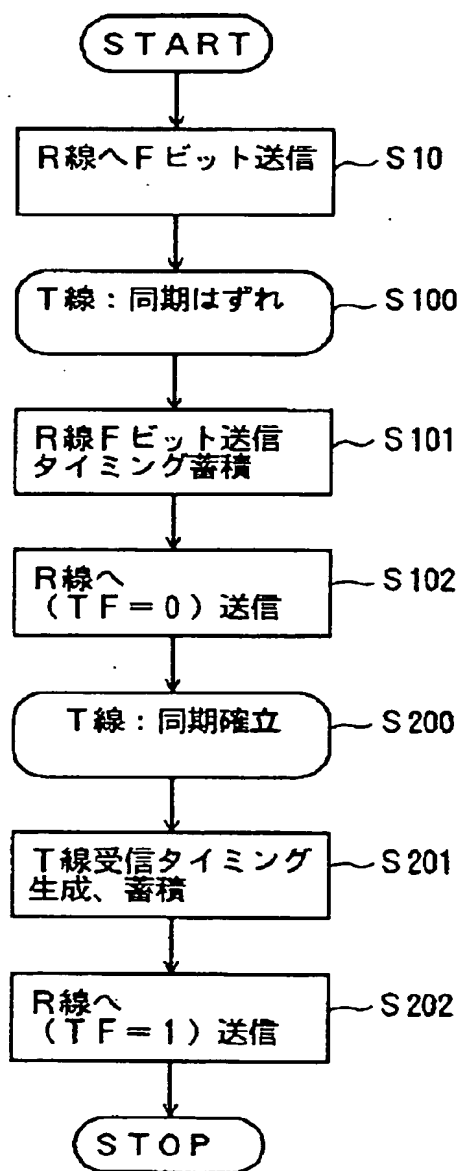 START
R線へFビット送信
S10
T線：同期はずれ
S100
R線Fビット送信
タイミング蓄積
S101
R線へ
（TF＝0）送信
S102
T線：同期確立
S200
T線受信タイミング
生成、蓄積
S201
R線へ
（TF＝1）送信
S202
STOP